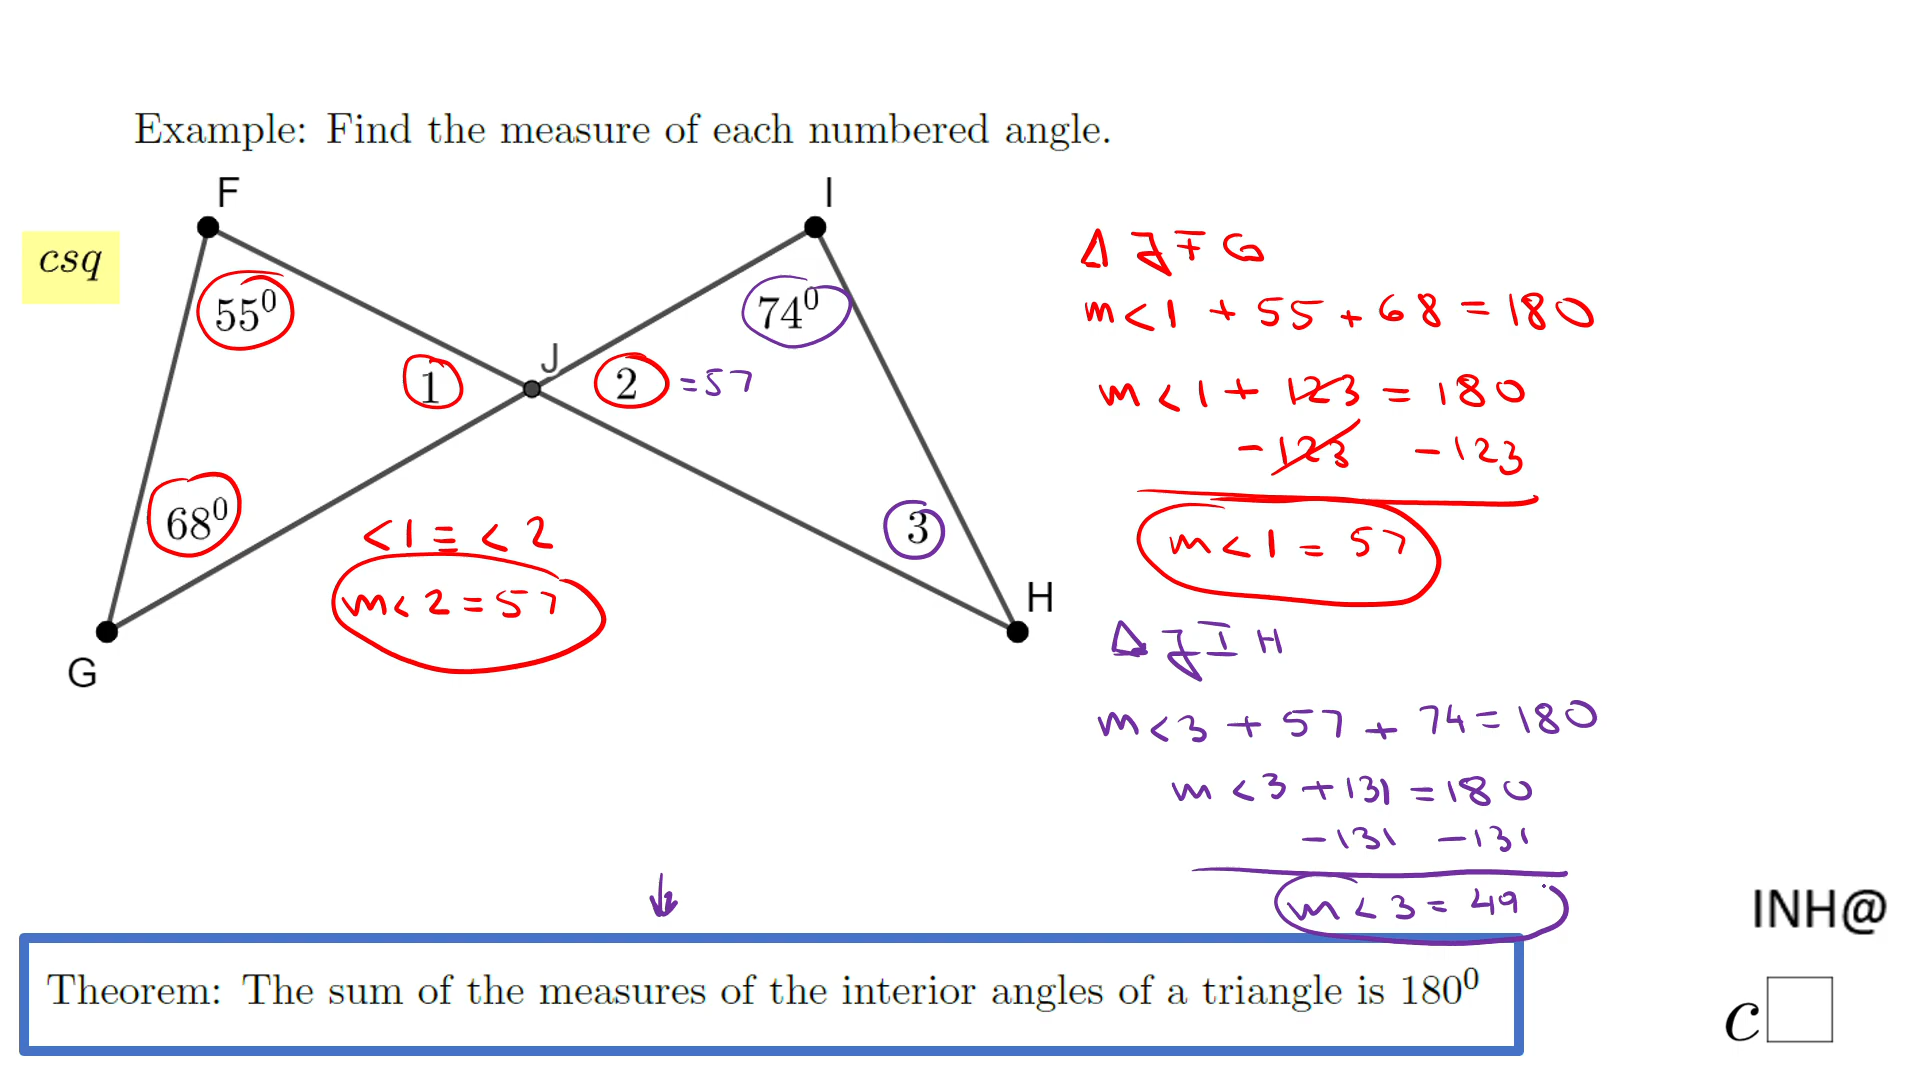 Example: Find the measure of each numbered angle.
F
I
csq
55⁰
74⁰
J
1
2 = 57
68⁰
3
<1 ≅ <2
m<2 = 57
G
H
Δ JFG
m<1 + 55 + 68 = 180
m<1 + 123 = 180
-123 -123
m<1 = 57
Δ JIH
m<3 + 57 + 74 = 180
m<3 + 131 = 180
-131 -131
m<3 = 49
Theorem: The sum of the measures of the interior angles of a triangle is 180⁰
INH@
c